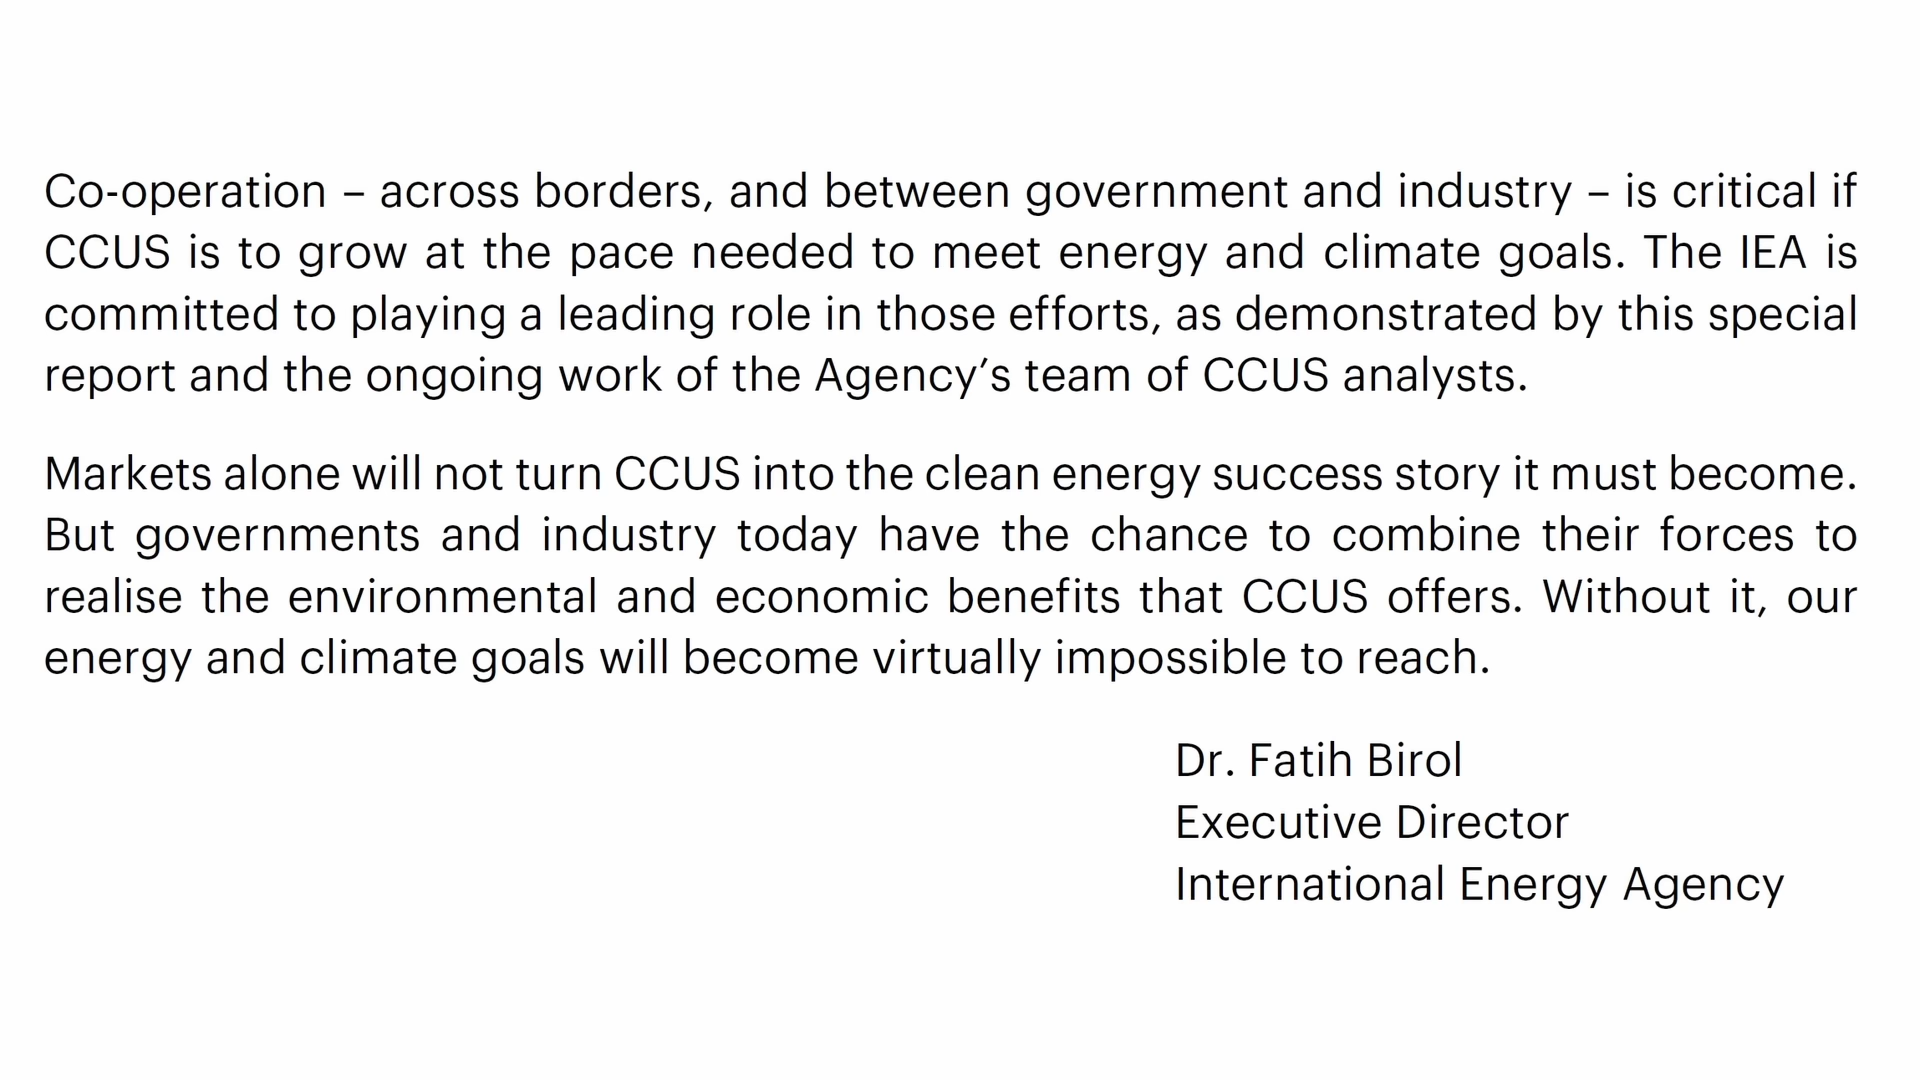 Co-operation – across borders, and between government and industry – is critical if
CCUS is to grow at the pace needed to meet energy and climate goals. The IEA is
committed to playing a leading role in those efforts, as demonstrated by this special
report and the ongoing work of the Agency’s team of CCUS analysts.
Markets alone will not turn CCUS into the clean energy success story it must become.
But governments and industry today have the chance to combine their forces to
realise the environmental and economic benefits that CCUS offers. Without it, our
energy and climate goals will become virtually impossible to reach.
Dr. Fatih Birol
Executive Director
International Energy Agency